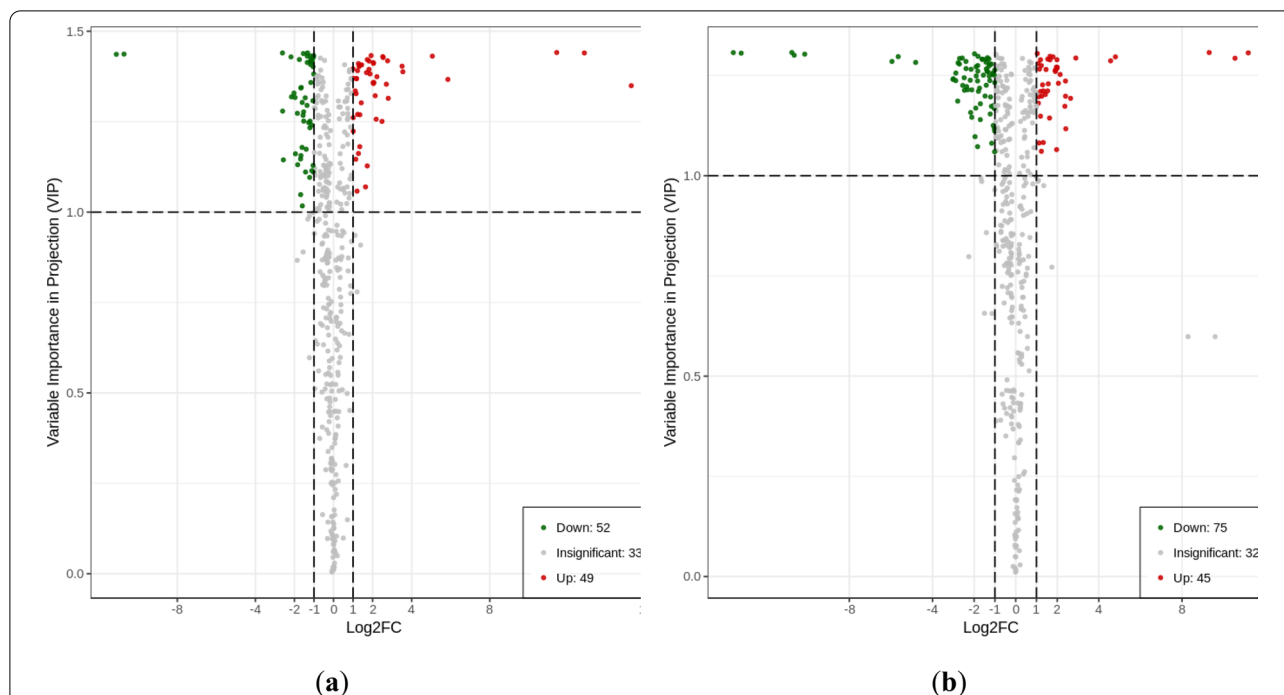 1.5
1.0
0.5
0.0
Variable Importance in Projection (VIP)
-8 -4 -2 -1 0 1 2 4 8
Log2FC
Down: 52
Insignificant: 33
Up: 49
(a)
1.0
0.5
0.0
Variable Importance in Projection (VIP)
-8 -4 -2 -1 0 1 2 4 8
Log2FC
Down: 75
Insignificant: 32
Up: 45
(b)